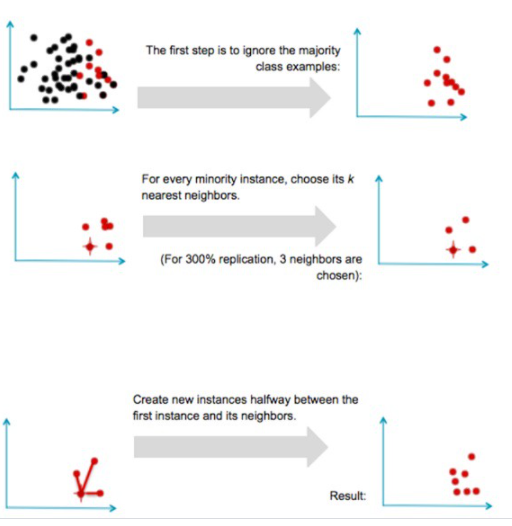 The first step is to ignore the majority
class examples:
For every minority instance, choose its k
nearest neighbors.
(For 300% replication, 3 neighbors are
chosen):
Create new instances halfway between the
first instance and its neighbors.
Result: